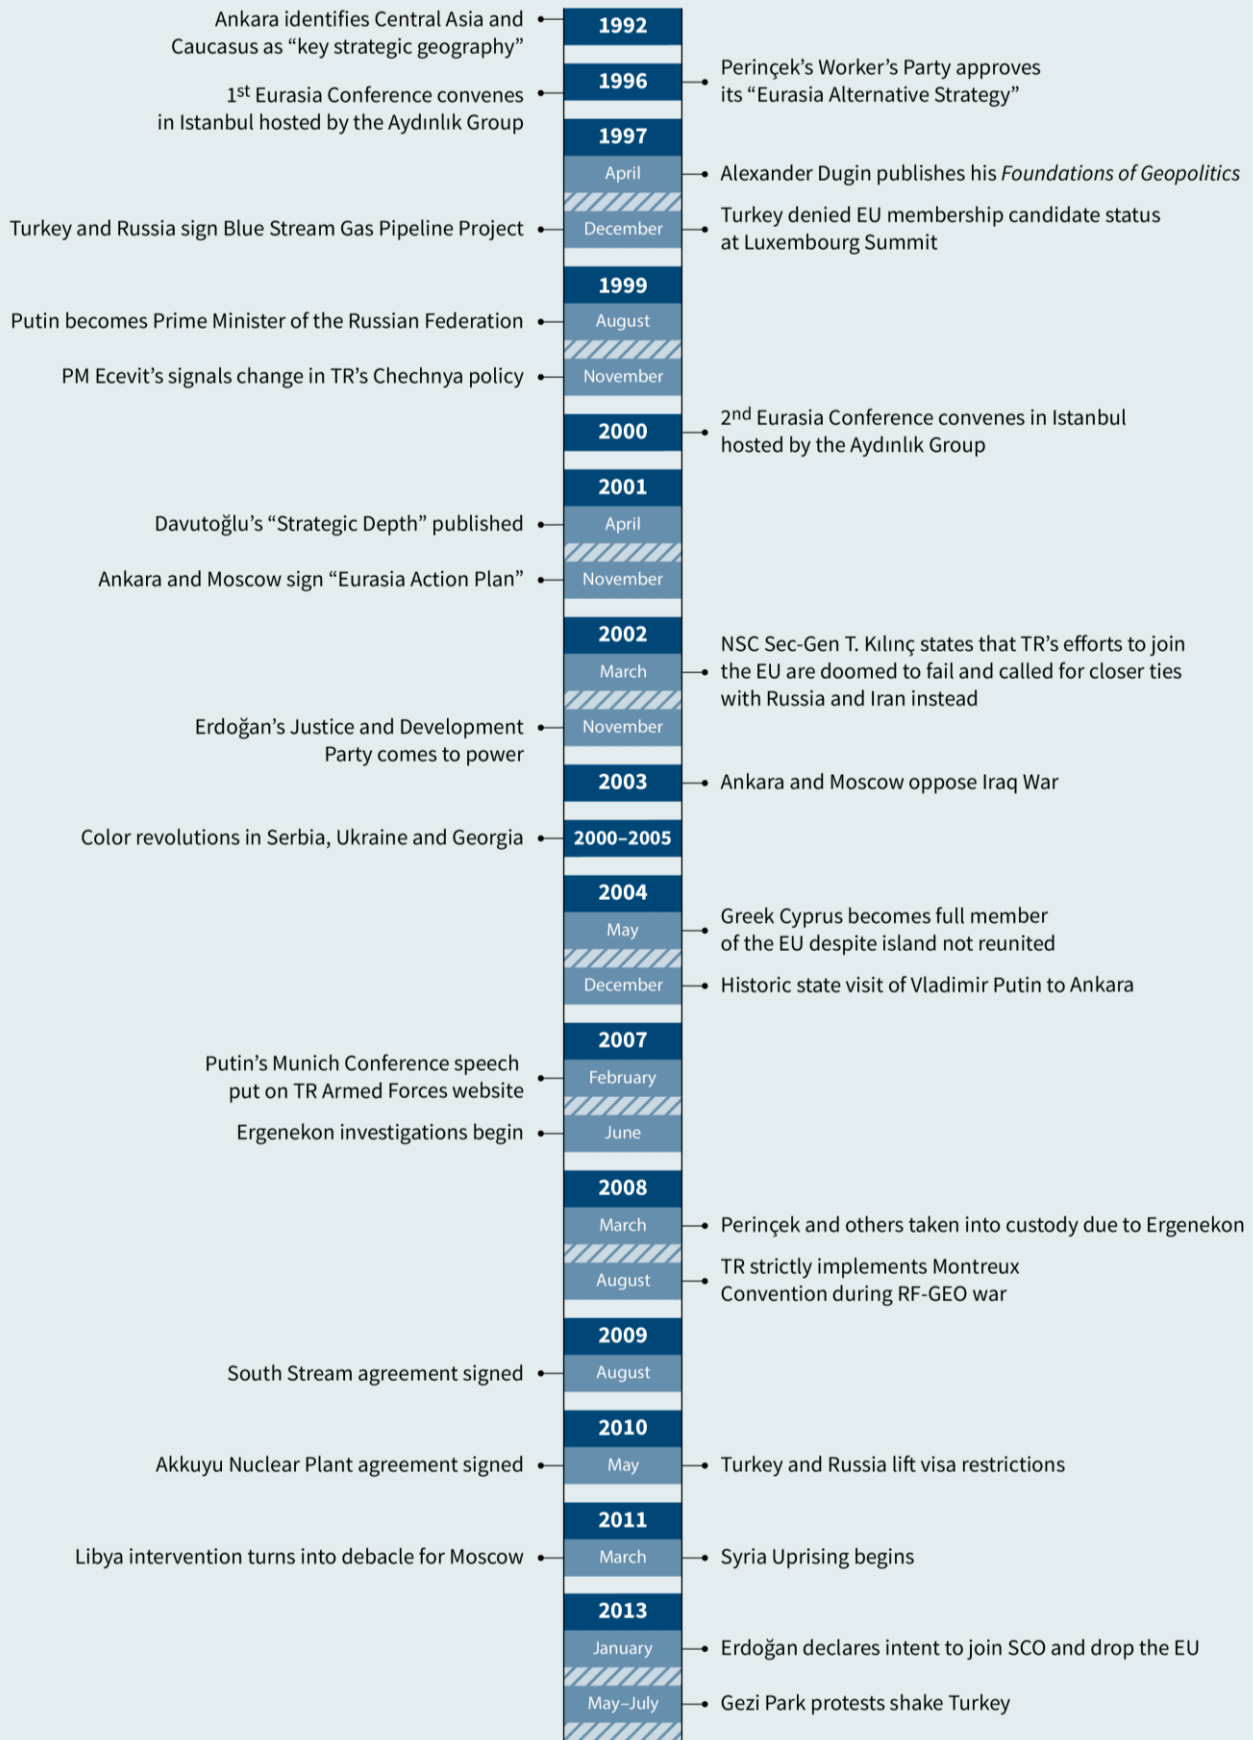 1992
Ankara identifies Central Asia and
Caucasus as “key strategic geography”
1996
1st Eurasia Conference convenes
in Istanbul hosted by the Aydınlık Group
Perinçek’s Worker’s Party approves
its “Eurasia Alternative Strategy”
1997
April
Alexander Dugin publishes his Foundations of Geopolitics
Turkey and Russia sign Blue Stream Gas Pipeline Project
December
Turkey denied EU membership candidate status
at Luxembourg Summit
1999
Putin becomes Prime Minister of the Russian Federation
August
PM Ecevit’s signals change in TR’s Chechnya policy
November
2000
2nd Eurasia Conference convenes in Istanbul
hosted by the Aydınlık Group
2001
Davutoğlu’s “Strategic Depth” published
April
Ankara and Moscow sign “Eurasia Action Plan”
November
2002
March
NSC Sec-Gen T. Kılınç states that TR’s efforts to join
the EU are doomed to fail and called for closer ties
with Russia and Iran instead
Erdoğan’s Justice and Development
Party comes to power
November
2003
Ankara and Moscow oppose Iraq War
Color revolutions in Serbia, Ukraine and Georgia
2000–2005
2004
May
Greek Cyprus becomes full member
of the EU despite island not reunited
December
Historic state visit of Vladimir Putin to Ankara
2007
Putin’s Munich Conference speech
put on TR Armed Forces website
February
Ergenekon investigations begin
June
2008
March
Perinçek and others taken into custody due to Ergenekon
August
TR strictly implements Montreux
Convention during RF-GEO war
2009
South Stream agreement signed
August
2010
Akkuyu Nuclear Plant agreement signed
May
Turkey and Russia lift visa restrictions
2011
Libya intervention turns into debacle for Moscow
March
Syria Uprising begins
2013
January
Erdoğan declares intent to join SCO and drop the EU
May–July
Gezi Park protests shake Turkey